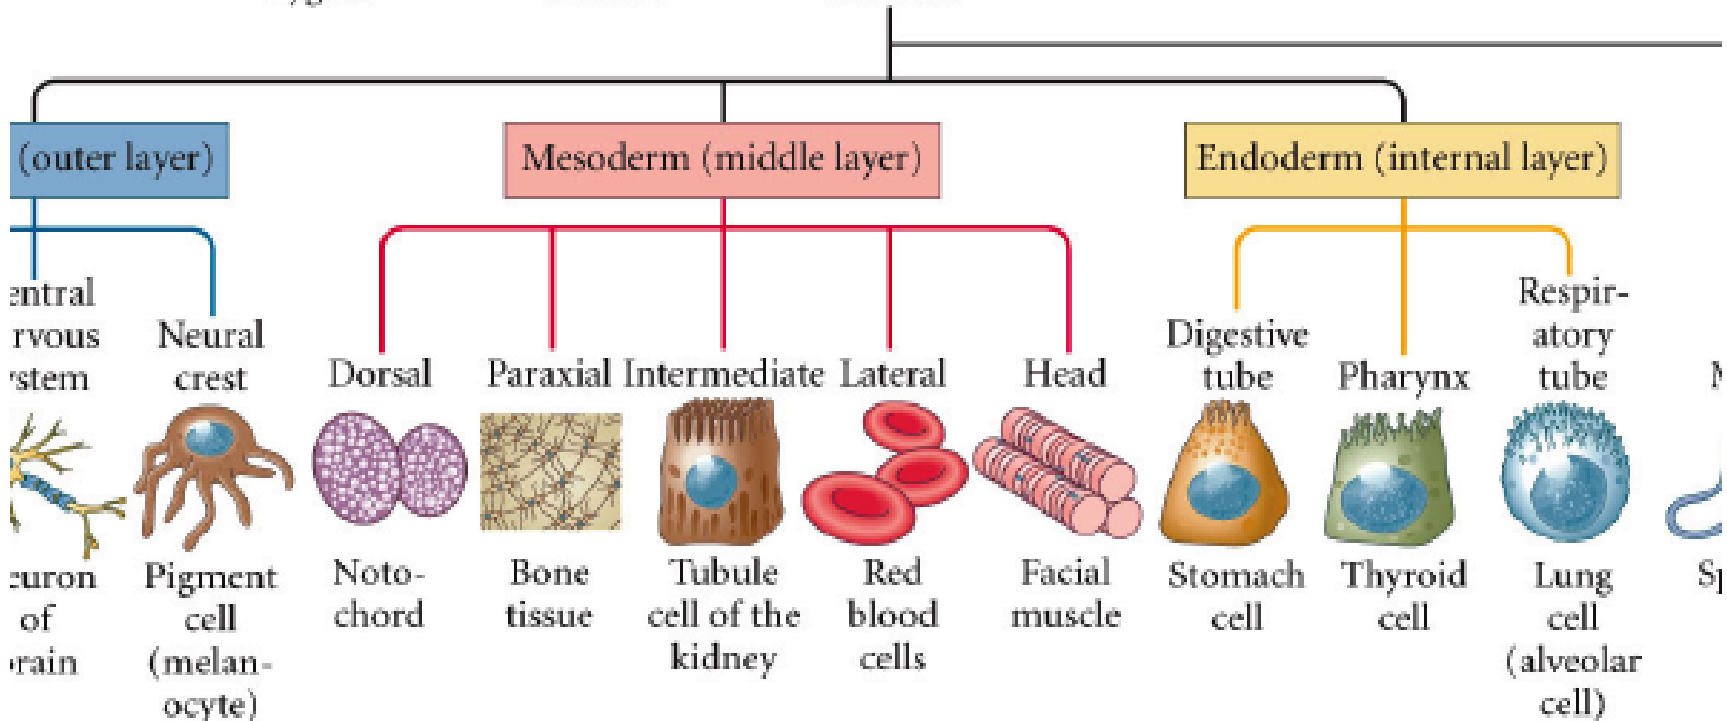 (outer layer)
Mesoderm (middle layer)
Endoderm (internal layer)
Neural
crest
Dorsal
Paraxial
Intermediate
Lateral
Head
Digestive
tube
Pharynx
Respir-
atory
tube
of
Pigment
cell
(melan-
ocyte)
Noto-
chord
Bone
tissue
Tubule
cell of the
kidney
Red
blood
cells
Facial
muscle
Stomach
cell
Thyroid
cell
Lung
cell
(alveolar
cell)